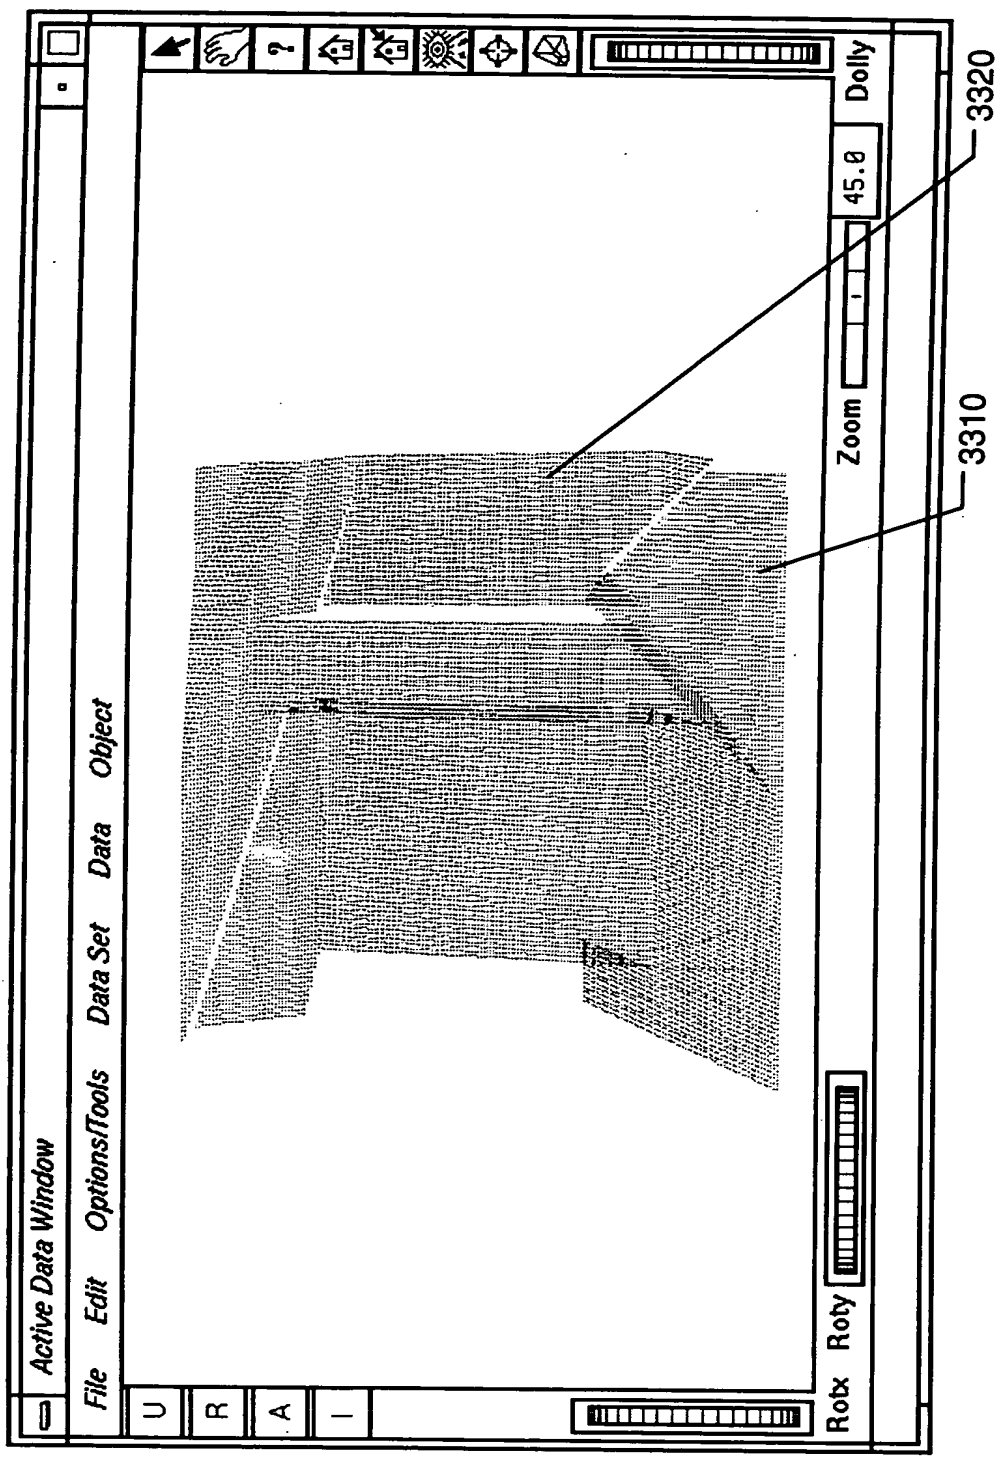 Active Data Window
File Edit Options/Tools Data Set Data Object
U
R
A
I
?
Rotx Roty Zoom 45.0 Dolly
3310
3320